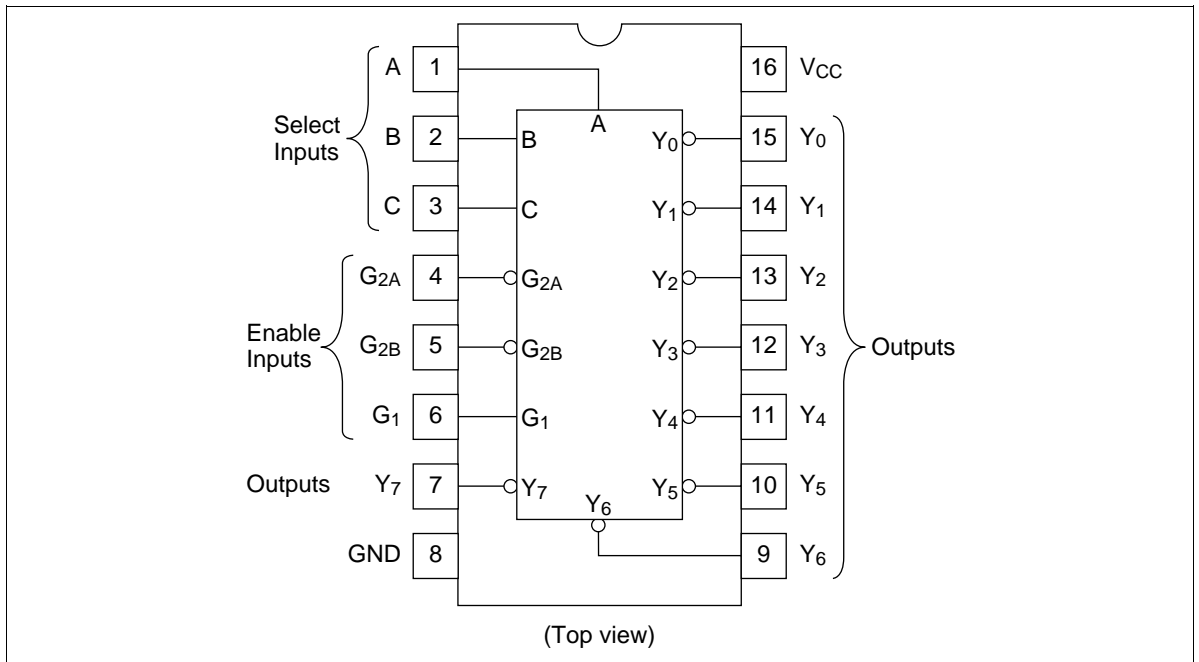 A 1 A 16 VCC
Select Inputs
B 2 B Y0 15 Y0
C 3 C Y1 14 Y1
G2A 4 G2A Y2 13 Y2
Enable Inputs
G2B 5 G2B Y3 12 Y3
Outputs
G1 6 G1 Y4 11 Y4
Outputs Y7 7 Y7 Y5 10 Y5
Y6
GND 8 9 Y6
(Top view)